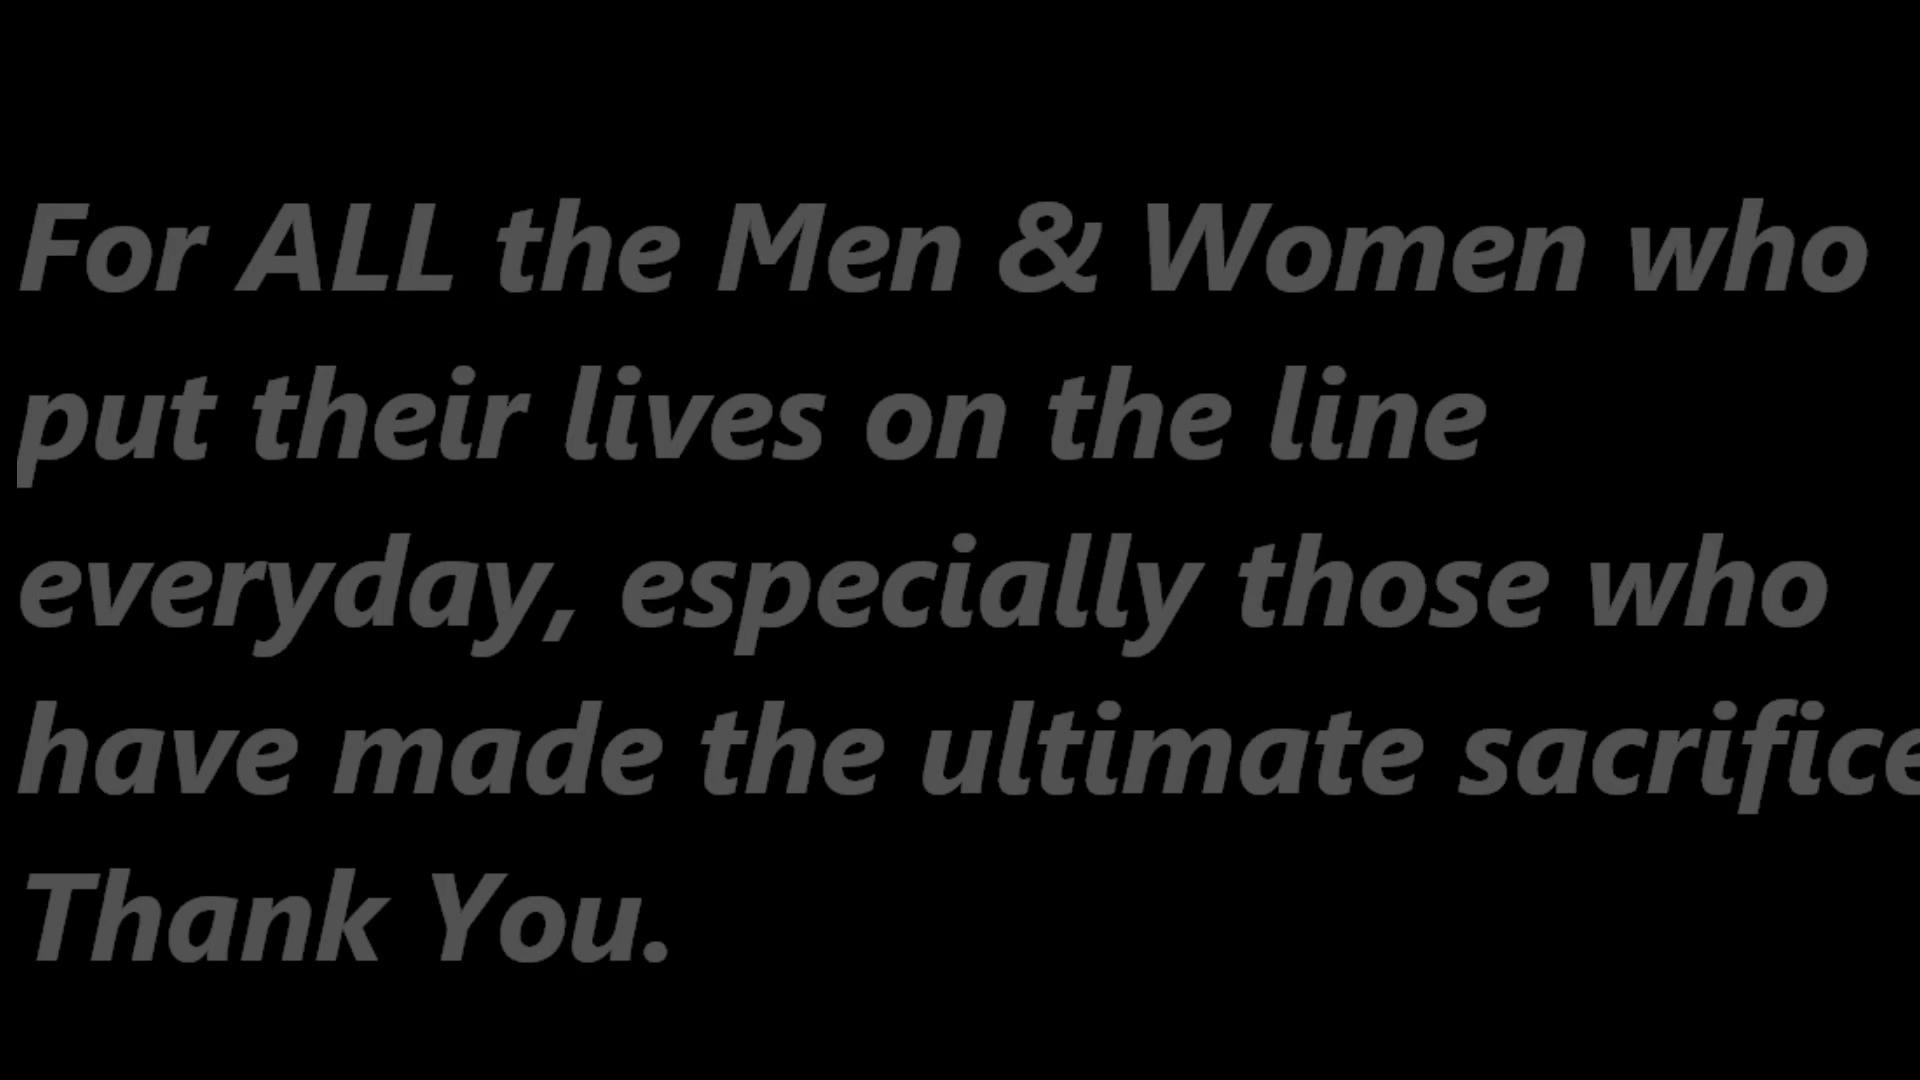 For ALL the Men & Women who
put their lives on the line
everyday, especially those who
have made the ultimate sacrifice
Thank You.